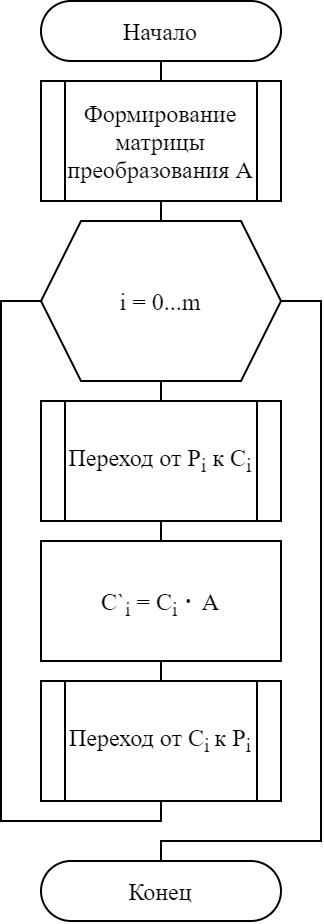 Начало
Формирование
матрицы
преобразования А
i = 0...m
Переход от Pᵢ к Cᵢ
C`ᵢ = Cᵢ · A
Переход от Cᵢ к Pᵢ
Конец